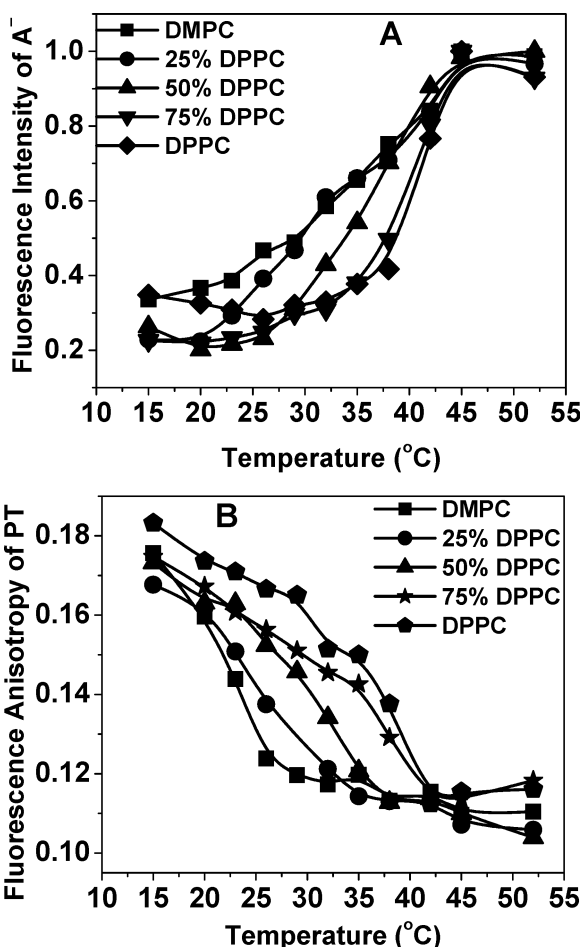 A
DMPC
25% DPPC
50% DPPC
75% DPPC
DPPC
Fluorescence Intensity of A⁻
1.0
0.8
0.6
0.4
0.2
10 15 20 25 30 35 40 45 50 55
Temperature (°C)
B
DMPC
25% DPPC
50% DPPC
75% DPPC
DPPC
Fluorescence Anisotropy of PT
0.18
0.16
0.14
0.12
0.10
10 15 20 25 30 35 40 45 50 55
Temperature (°C)